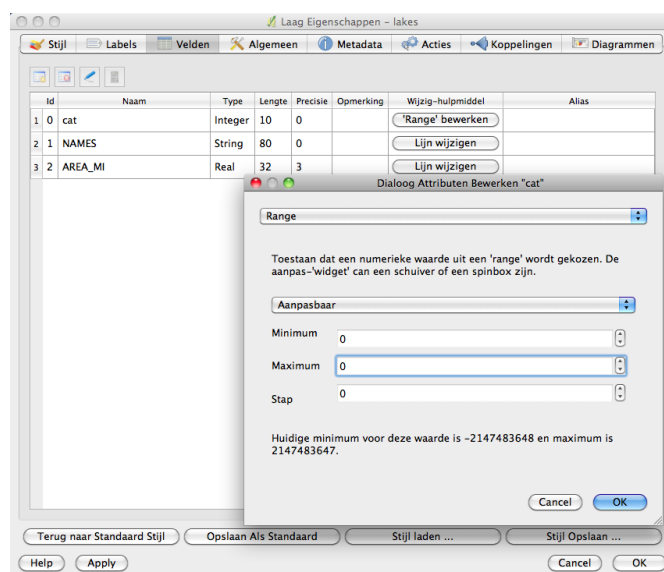 Laag Eigenschappen - lakes
Stijl Labels Velden Algemeen Metadata Acties Koppelingen Diagrammen
Id Naam Type Lengte Precisie Opmerking Wijzig-hulpmiddel Alias
1 0 cat Integer 10 0 'Range' bewerken
2 1 NAMES String 80 0 Lijn wijzigen
3 2 AREA_MI Real 32 3 Lijn wijzigen
Dialoog Attributen Bewerken "cat"
Range
Toestaan dat een numerieke waarde uit een 'range' wordt gekozen. De
aanpas-'widget' can een schuiver of een spinbox zijn.
Aanpasbaar
Minimum 0
Maximum 0
Stap 0
Huidige minimum voor deze waarde is -2147483648 en maximum is
2147483647.
Cancel OK
Terug naar Standaard Stijl Opslaan Als Standaard Stijl laden ... Stijl Opslaan ...
Help Apply Cancel OK